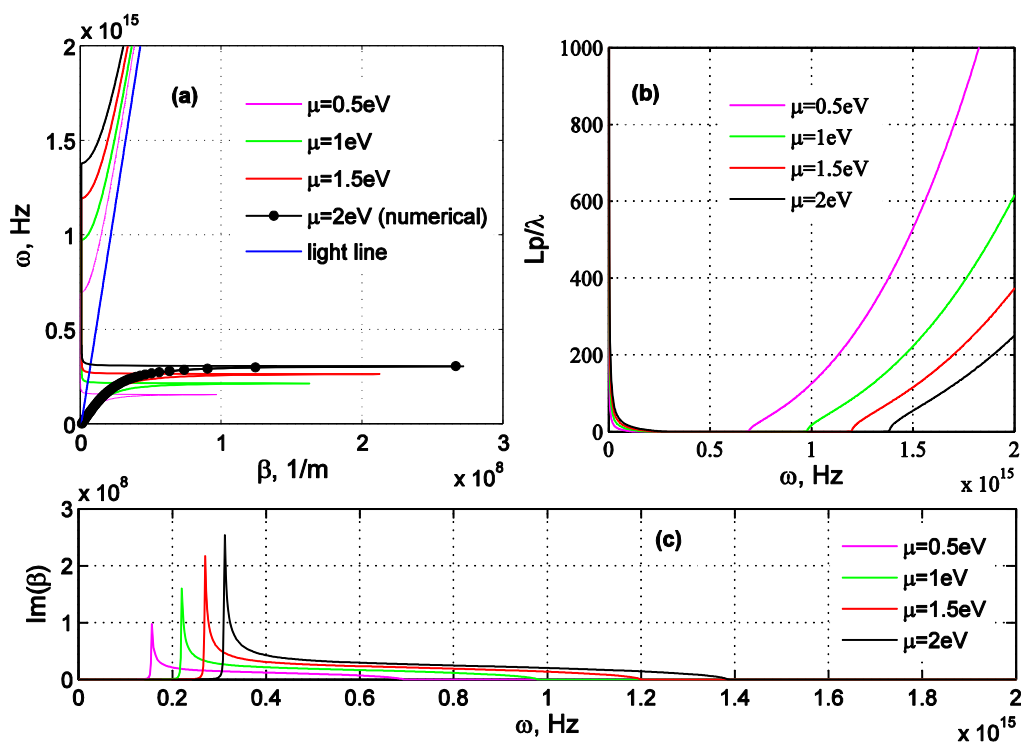 x 10^15
2
1.5
1
0.5
0
ω, Hz
(a)
μ=0.5eV
μ=1eV
μ=1.5eV
μ=2eV (numerical)
light line
0 1 2 3
β, 1/m
x 10^8
1000
800
600
400
200
0
Lp/λ
(b)
μ=0.5eV
μ=1eV
μ=1.5eV
μ=2eV
0 0.5 1 1.5 2
ω, Hz
x 10^15
x 10^8
3
2
1
0
Im(β)
(c)
μ=0.5eV
μ=1eV
μ=1.5eV
μ=2eV
0 0.2 0.4 0.6 0.8 1 1.2 1.4 1.6 1.8 2
ω, Hz
x 10^15